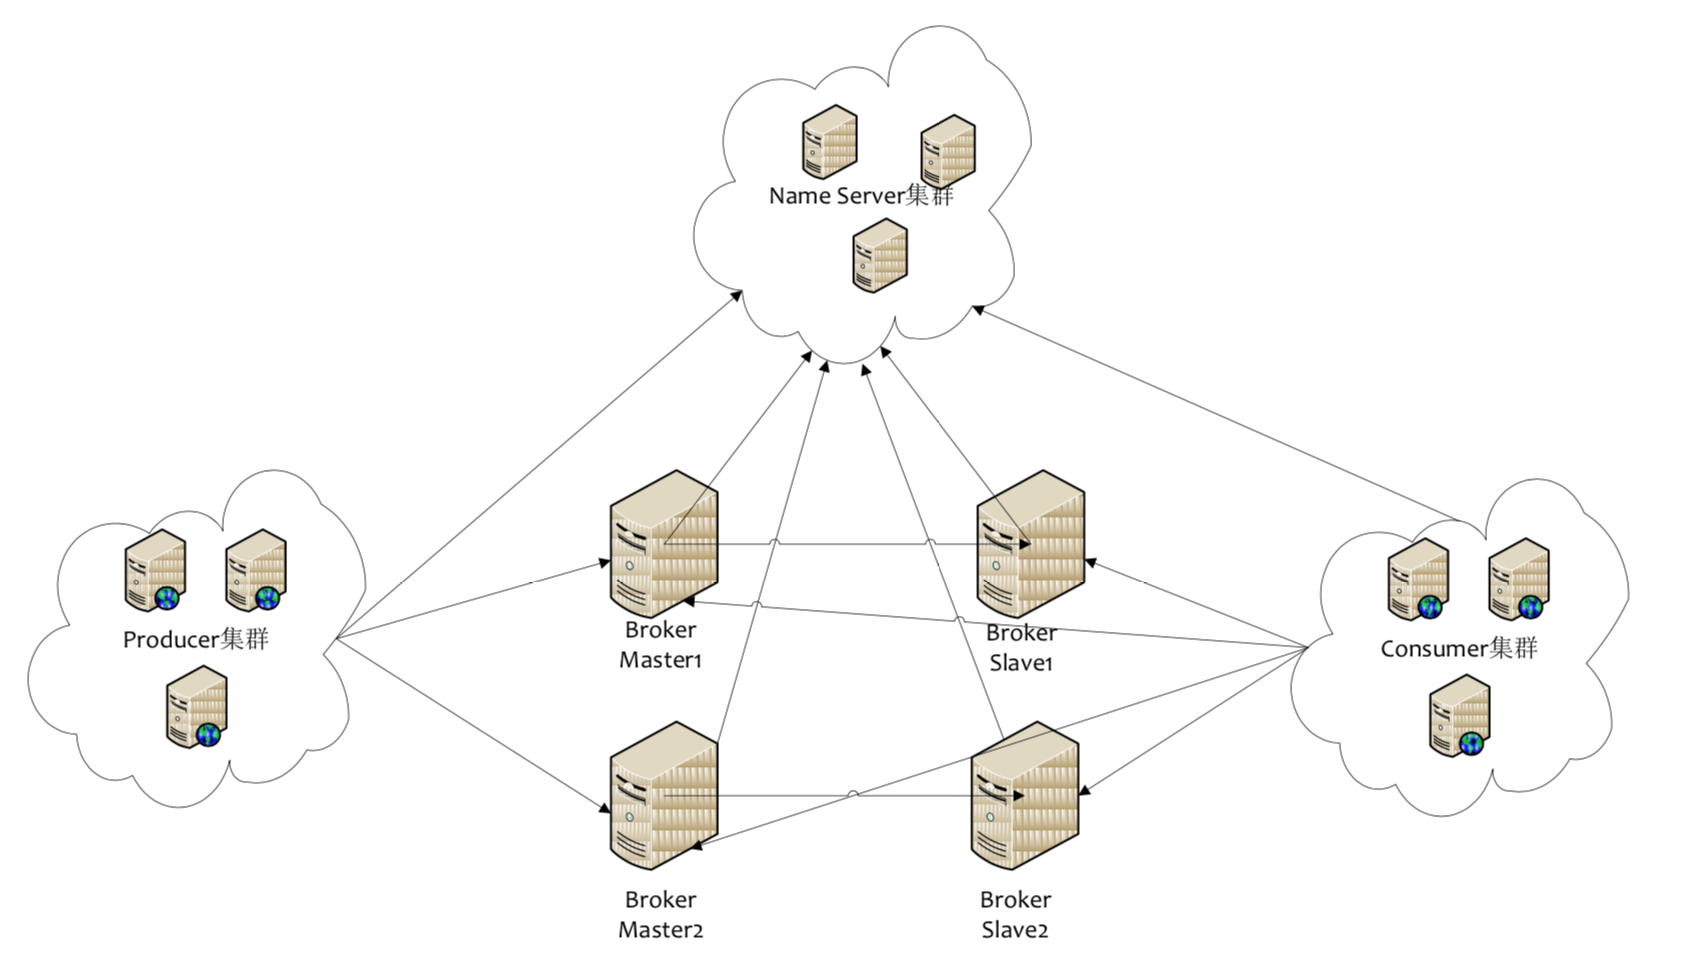 Name Server集群
Producer集群
Broker
Master1
Broker
Slave1
Consumer集群
Broker
Master2
Broker
Slave2